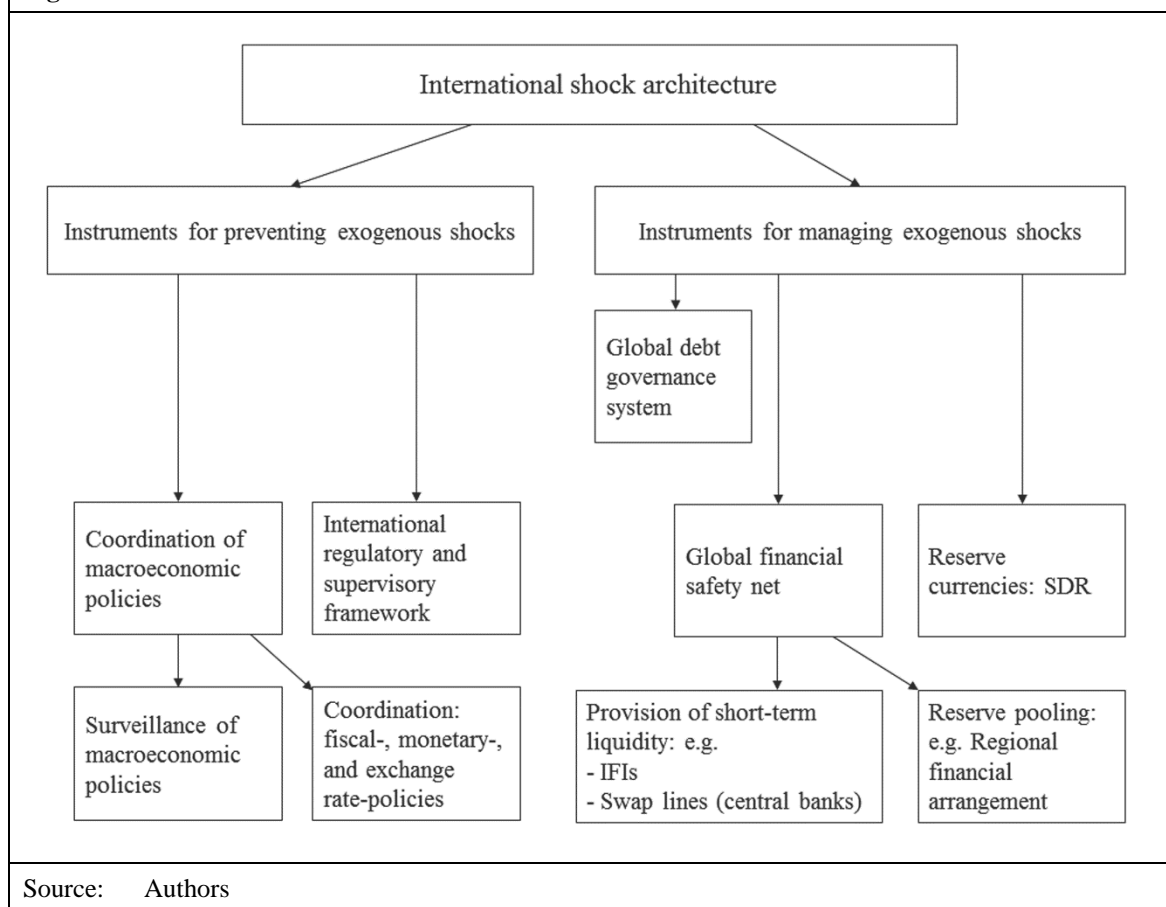 International shock architecture
Instruments for preventing exogenous shocks
Instruments for managing exogenous shocks
Global debt
governance
system
Coordination of
macroeconomic
policies
International
regulatory and
supervisory
framework
Global financial
safety net
Reserve
currencies: SDR
Surveillance of
macroeconomic
policies
Coordination:
fiscal-, monetary-,
and exchange
rate-policies
Provision of short-term
liquidity: e.g.
- IFIs
- Swap lines (central banks)
Reserve pooling:
e.g. Regional
financial
arrangement
Source: Authors